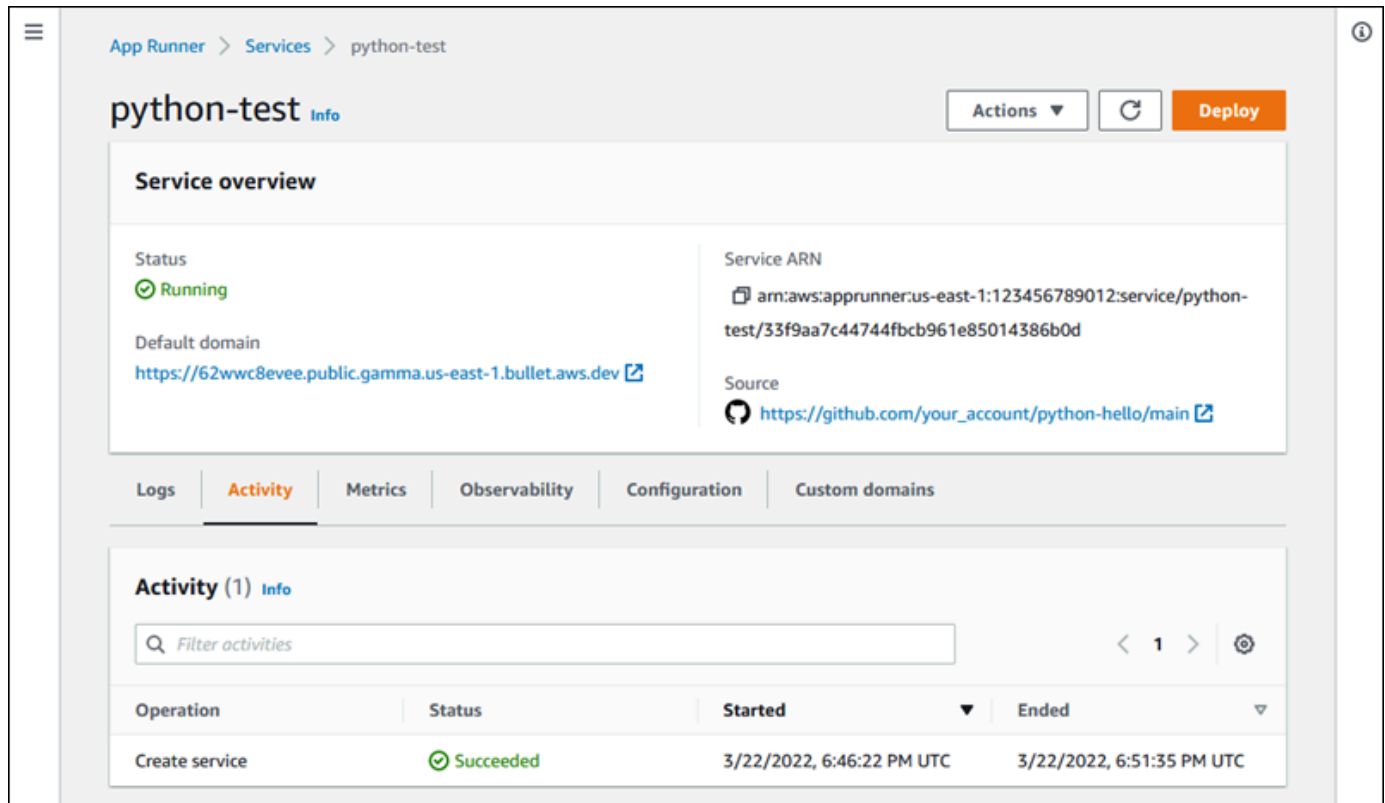 App Runner > Services > python-test
python-test Info
Actions ▼ Deploy
Service overview
Status
Running
Default domain
https://62wwc8evee.public.gamma.us-east-1.bullet.aws.dev
Service ARN
arn:aws:apprunner:us-east-1:123456789012:service/python-
test/33f9aa7c44744fbcb961e85014386b0d
Source
https://github.com/your_account/python-hello/main
Logs Activity Metrics Observability Configuration Custom domains
Activity (1) Info
Filter activities < 1 >
Operation Status Started ▼ Ended ▽
Create service Succeeded 3/22/2022, 6:46:22 PM UTC 3/22/2022, 6:51:35 PM UTC